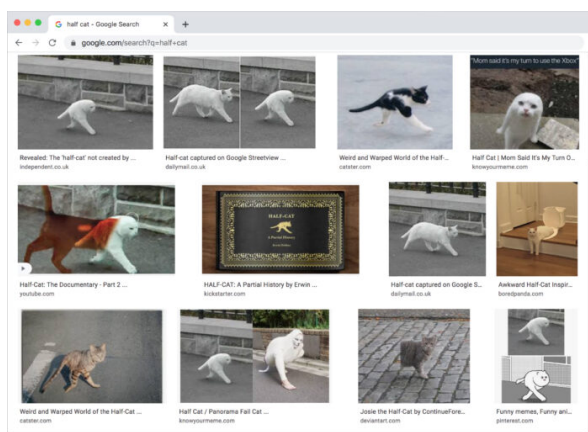 half cat - Google Search
google.com/search?q=half+cat
"Mom said it's my turn to use the Xbox"
Revealed: The 'half-cat' not created by ...
independent.co.uk
Half-cat captured on Google Streetview ...
dailymail.co.uk
Weird and Warped World of the Half-...
catster.com
Half Cat | Mom Said It's My Turn O...
knowyourmeme.com
HALF-CAT
A Partial History
Half-Cat: The Documentary - Part 2 ...
youtube.com
HALF-CAT: A Partial History by Erwin ...
kickstarter.com
Half-cat captured on Google S...
dailymail.co.uk
Awkward Half-Cat Inspir...
boredpanda.com
Weird and Warped World of the Half-Cat ...
catster.com
Half Cat / Panorama Fail Cat ...
knowyourmeme.com
Josie the Half-Cat by ContinueFore...
deviantart.com
Funny memes, Funny ani...
pinterest.com